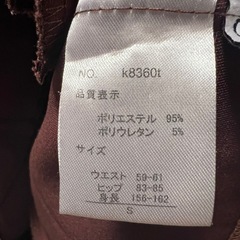 NO. k8360t
品質表示
ポリエステル 95%
ポリウレタン 5%
サイズ
ウエスト 59-61
ヒップ 83-85
身長 156-162
S